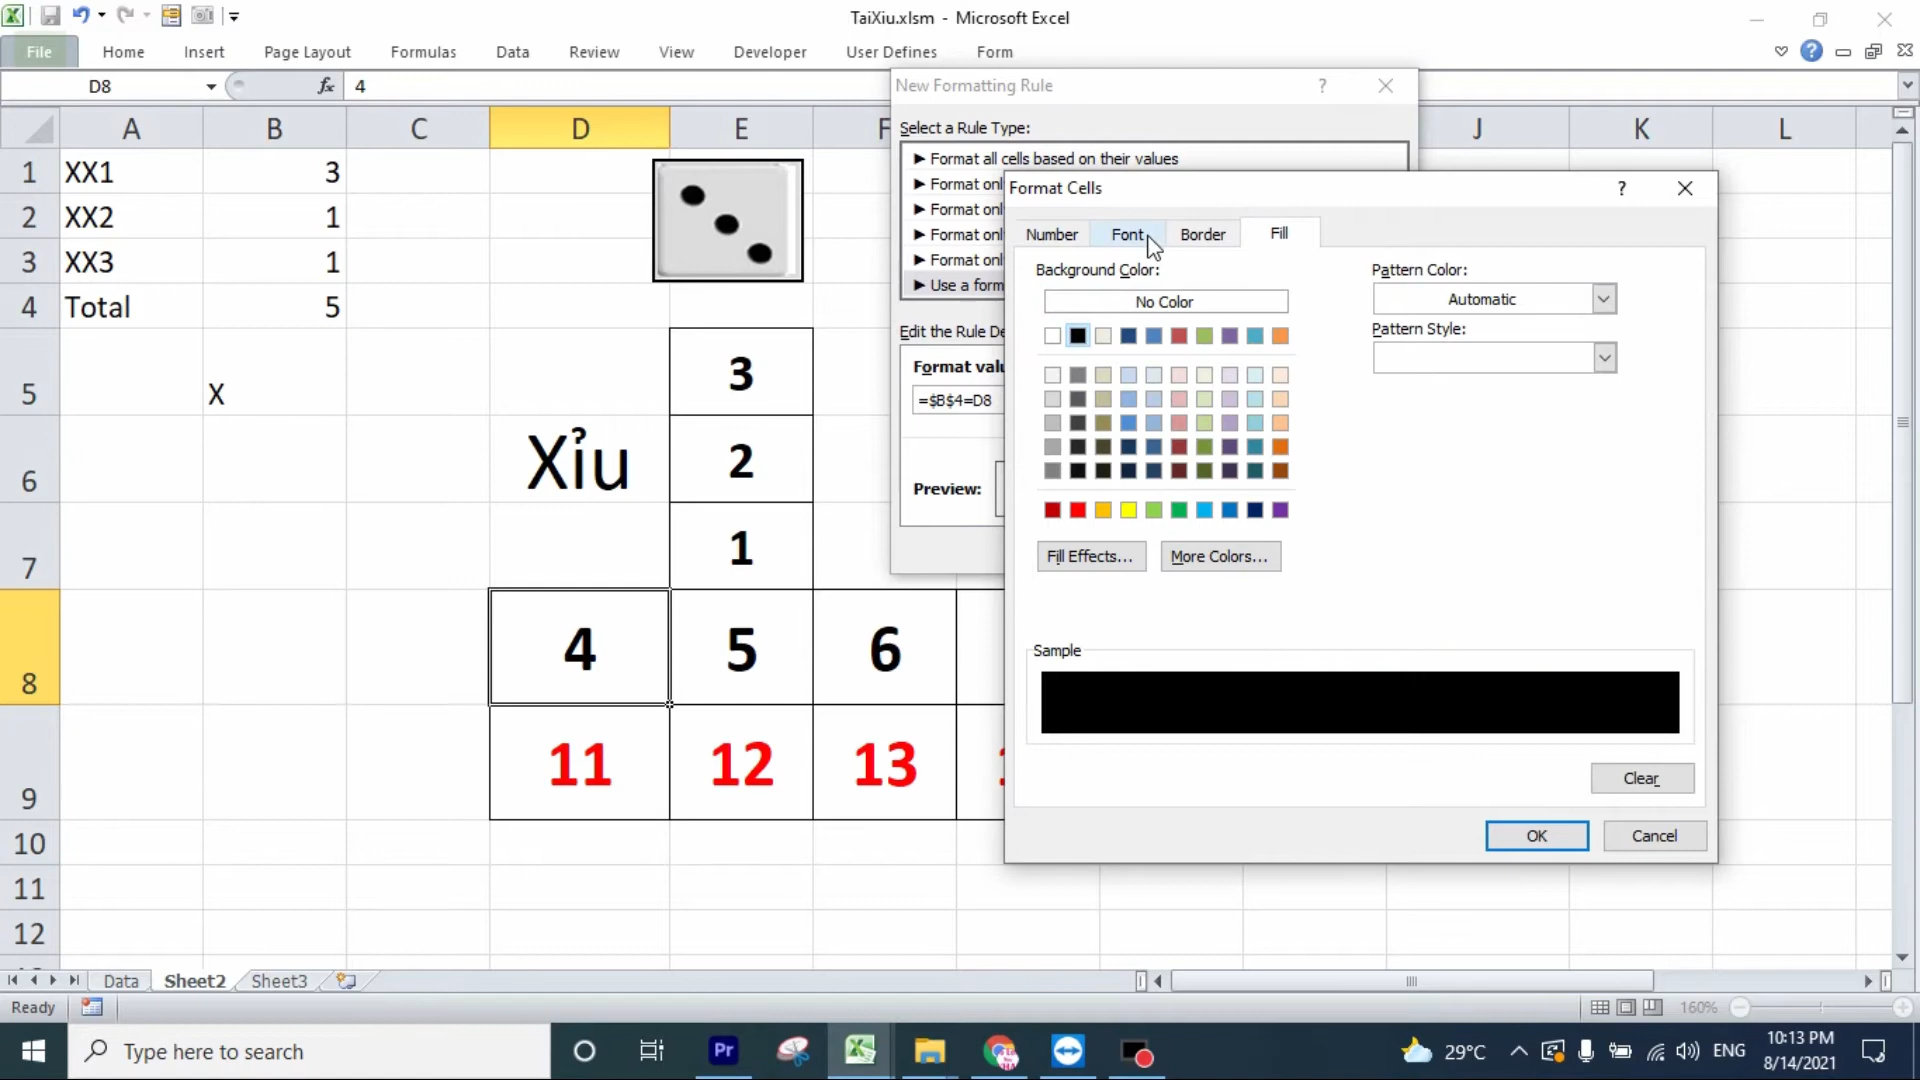 TaiXiu.xlsm - Microsoft Excel
File Home Insert Page Layout Formulas Data Review View Developer User Defines Form
D8 fx 4
New Formatting Rule ?
Select a Rule Type:
► Format all cells based on their values
► Format onl
► Format onl
► Format onl
► Format onl
► Use a form
Edit the Rule De
Format valu
=$B$4=D8
Preview:
Format Cells ?
Number Font Border Fill
Background Color:
No Color
Fill Effects... More Colors...
Pattern Color:
Automatic
Pattern Style:
Sample
Clear
OK Cancel
A B C D E F J K L
1 XX1 3
2 XX2 1
3 XX3 1
4 Total 5
5 X 3
6 Xỉu 2
7 1
8 4 5 6
9 11 12 13
10
11
12
Data Sheet2 Sheet3
Ready 160%
Type here to search
Pr
29°C ENG
10:13 PM
8/14/2021